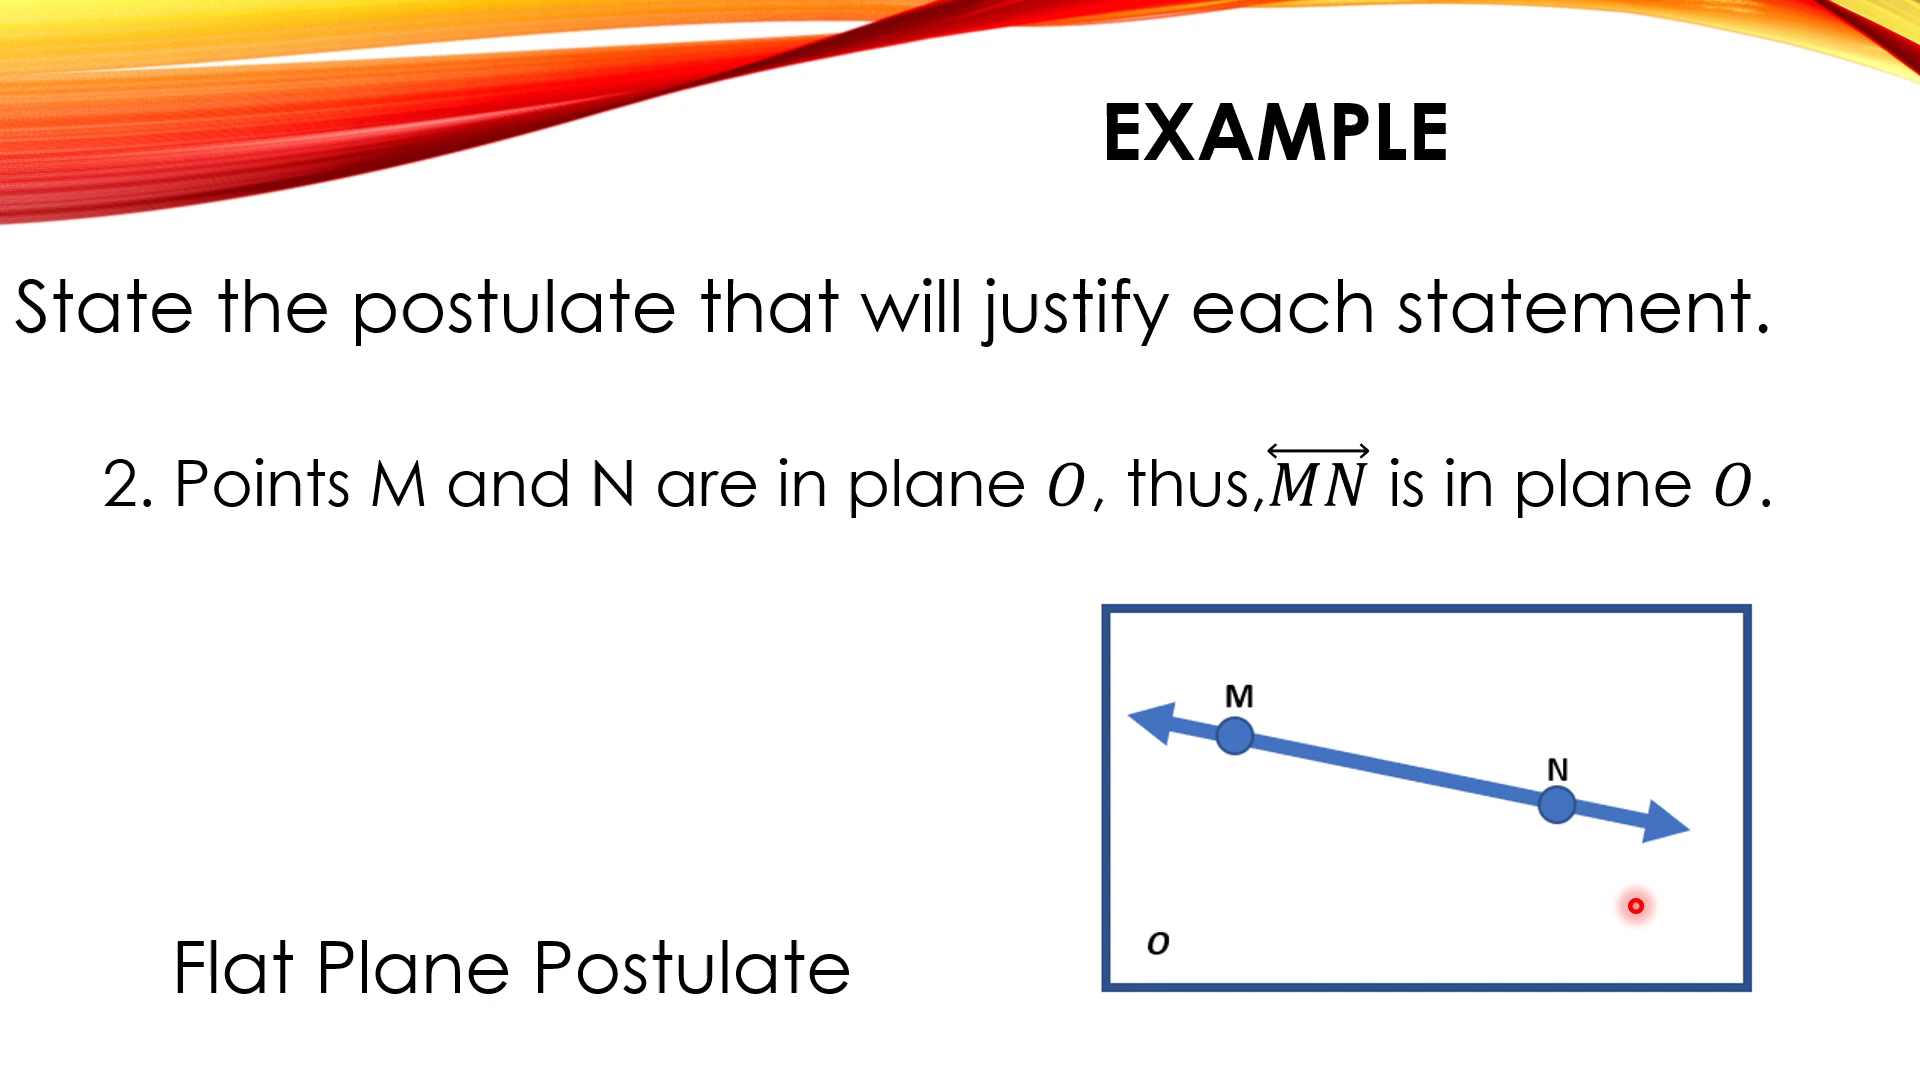 EXAMPLE
State the postulate that will justify each statement.
2. Points M and N are in plane O, thus, MN is in plane O.
M
N
O
Flat Plane Postulate